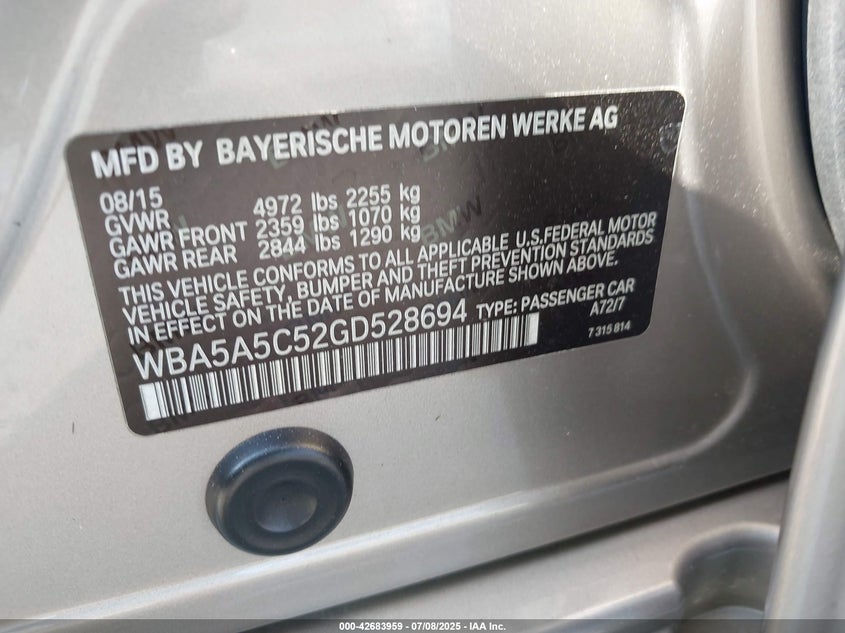 MFD BY BAYERISCHE MOTOREN WERKE AG
08/15
GVWR 4972 lbs 2255 kg
GAWR FRONT 2359 lbs 1070 kg
GAWR REAR 2844 lbs 1290 kg
THIS VEHICLE CONFORMS TO ALL APPLICABLE U.S.FEDERAL MOTOR
VEHICLE SAFETY, BUMPER AND THEFT PREVENTION STANDARDS
IN EFFECT ON THE DATE OF MANUFACTURE SHOWN ABOVE.
WBA5A5C52GD528694 TYPE: PASSENGER CAR
A72/7
7 315 814
BMW
BMW
000-42683959 - 07/08/2025 - IAA Inc.